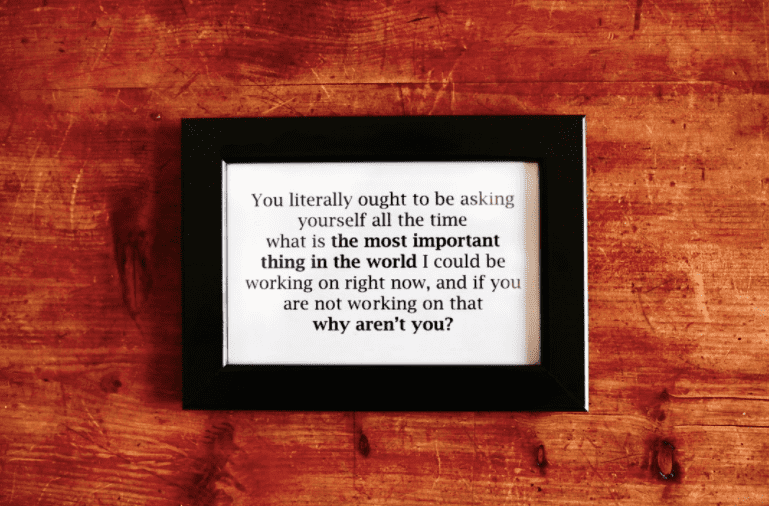 You literally ought to be asking
yourself all the time
what is the most important
thing in the world I could be
working on right now, and if you
are not working on that
why aren't you?